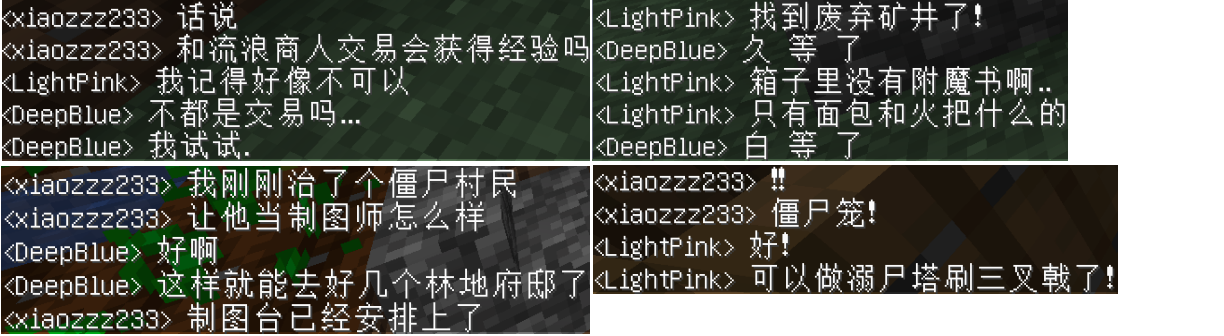 <xiaozzz233> 话说
<xiaozzz233> 和流浪商人交易会获得经验吗
<LightPink> 我记得好像不可以
<DeepBlue> 不都是交易吗...
<DeepBlue> 我试试.
<LightPink> 找到废弃矿井了!
<DeepBlue> 久 等 了
<LightPink> 箱子里没有附魔书啊..
<LightPink> 只有面包和火把什么的
<DeepBlue> 白 等 了
<xiaozzz233> 我刚刚治了个僵尸村民
<xiaozzz233> 让他当制图师怎么样
<DeepBlue> 好啊
<DeepBlue> 这样就能去好几个林地府邸了
<xiaozzz233> 制图台已经安排上了
<xiaozzz233> !!
<xiaozzz233> 僵尸笼!
<LightPink> 好!
<LightPink> 可以做溺尸塔刷三叉戟了!